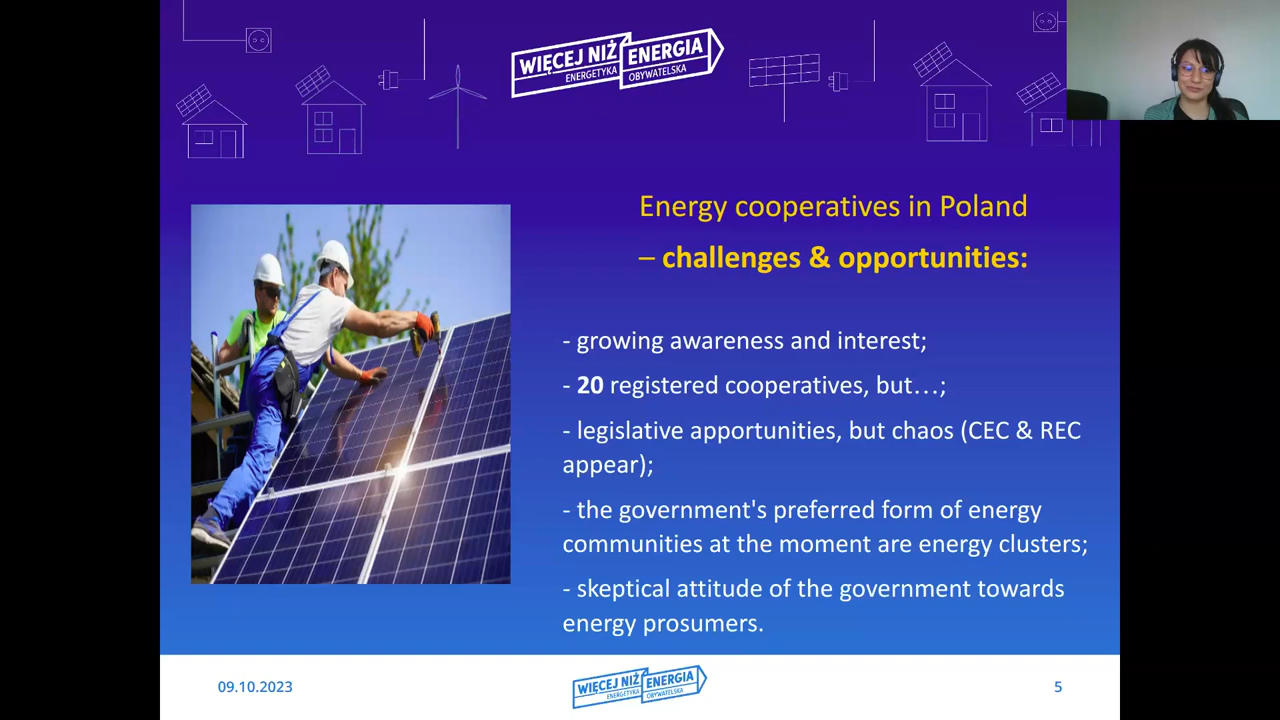 WIĘCEJ NIŻ ENERGIA
ENERGETYKA OBYWATELSKA
Energy cooperatives in Poland
– challenges & opportunities:
- growing awareness and interest;
- 20 registered cooperatives, but…;
- legislative apportunities, but chaos (CEC & REC
appear);
- the government's preferred form of energy
communities at the moment are energy clusters;
- skeptical attitude of the government towards
energy prosumers.
09.10.2023
WIĘCEJ NIŻ ENERGIA
ENERGETYKA OBYWATELSKA
5